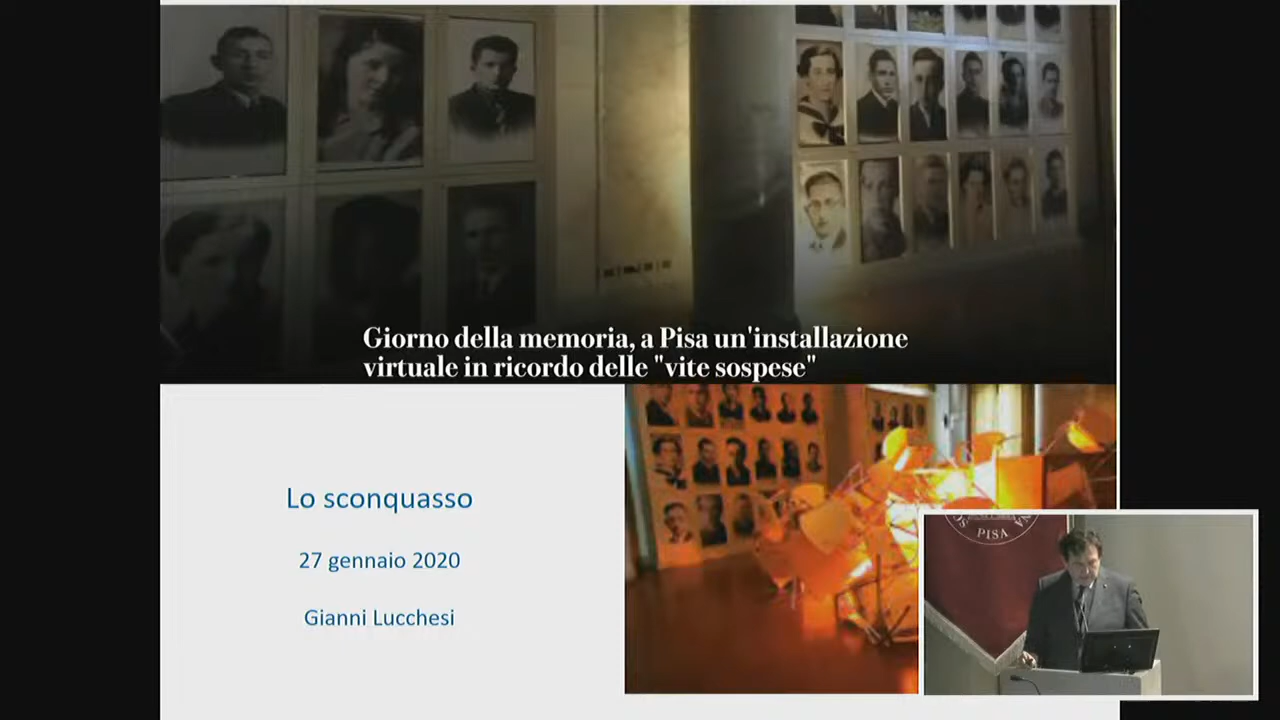 Giorno della memoria, a Pisa un'installazione
virtuale in ricordo delle "vite sospese"
Lo sconquasso
27 gennaio 2020
Gianni Lucchesi
PISA